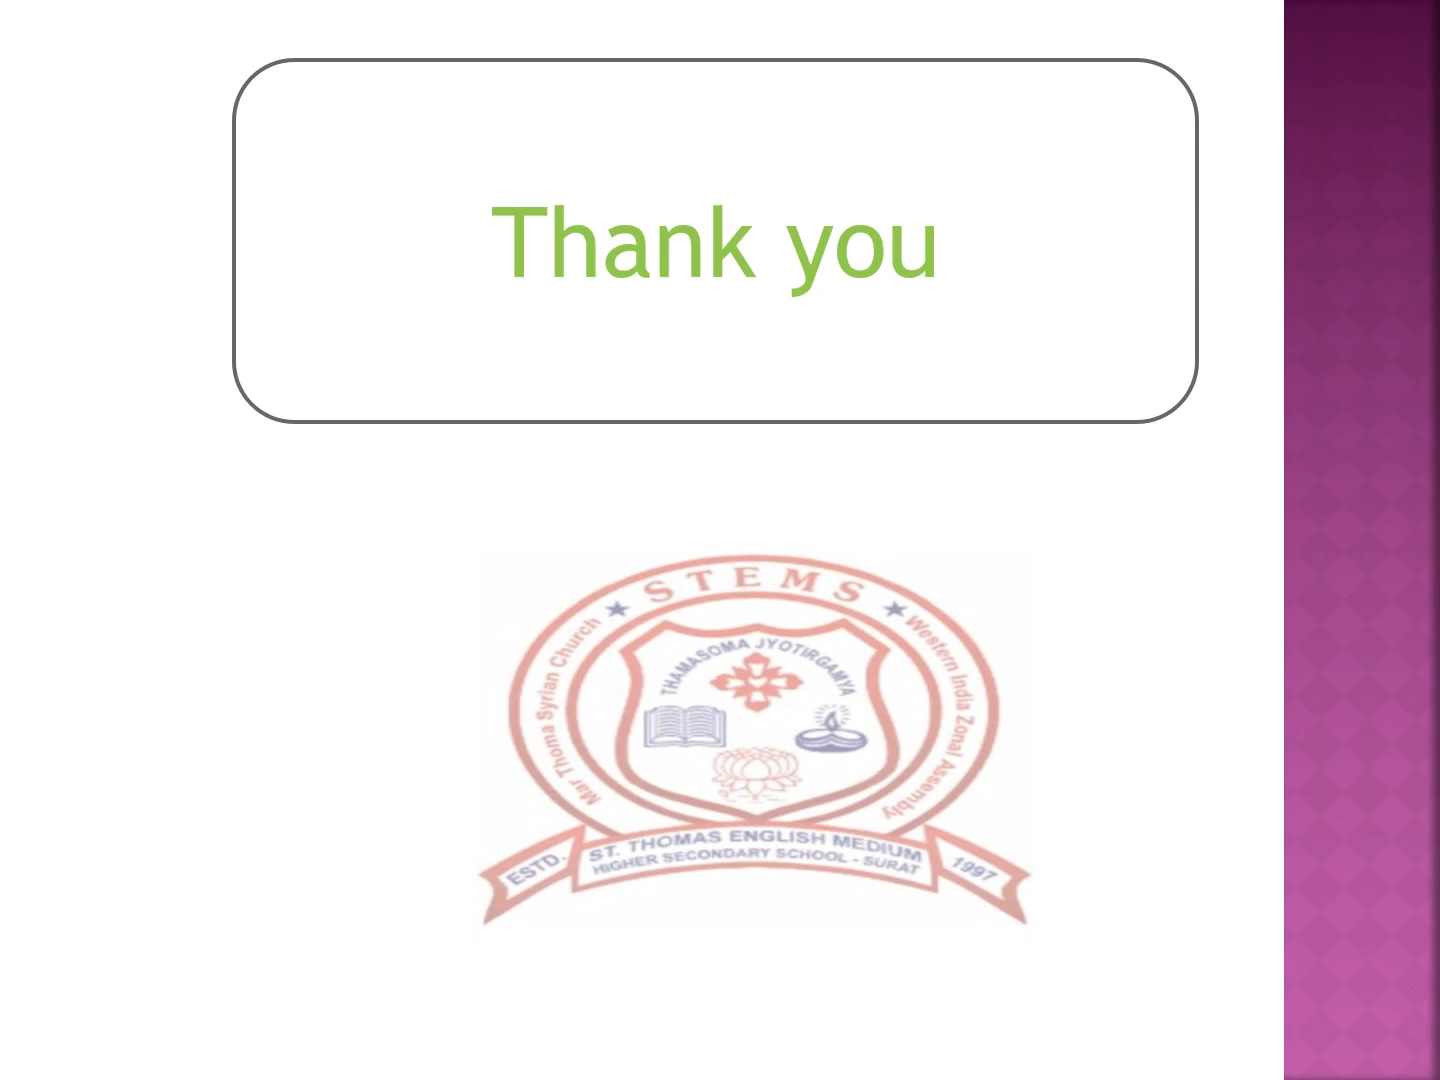 Thank you
STEMS
Mar Thoma Syrian Church
Western India Zonal Assembly
THAMASOMA JYOTIRGAMYA
ESTD.
ST. THOMAS ENGLISH MEDIUM
HIGHER SECONDARY SCHOOL - SURAT
1997